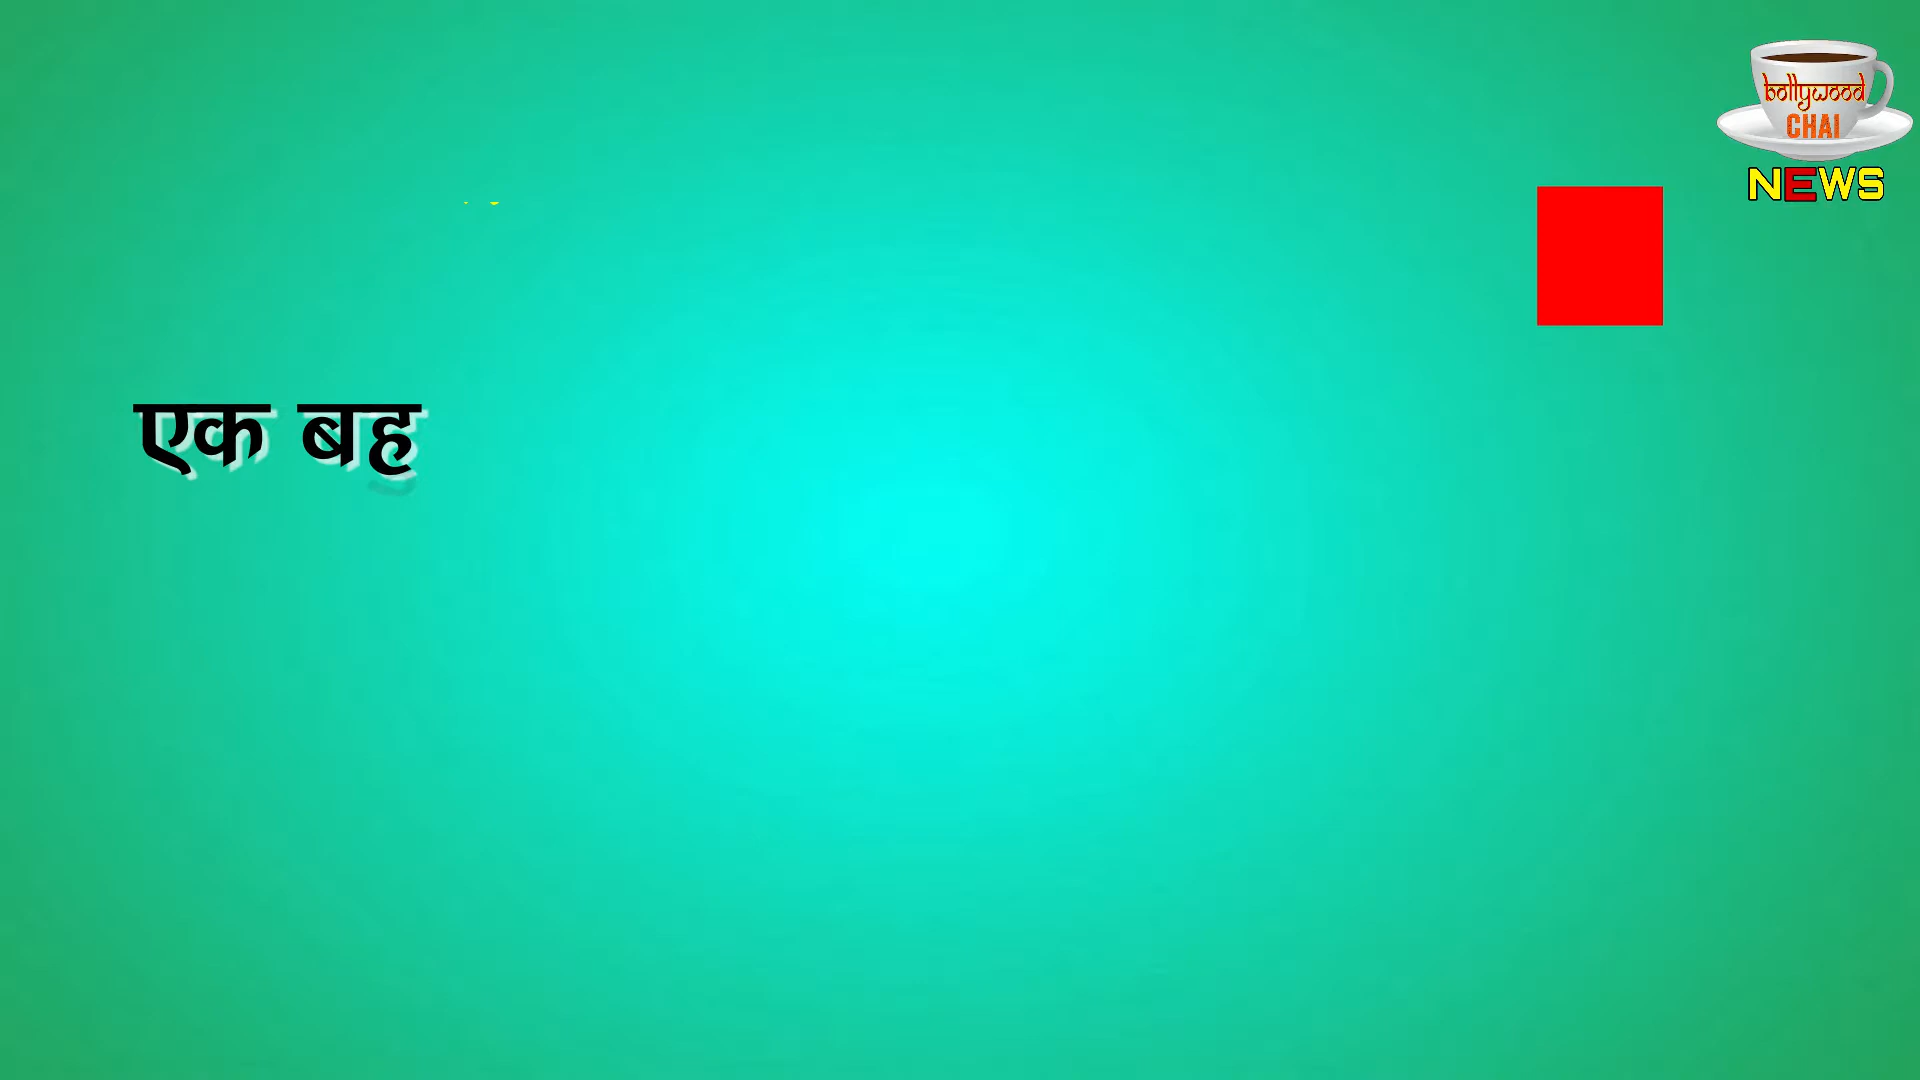 bollywood
CHAI
NEWS
एक बह